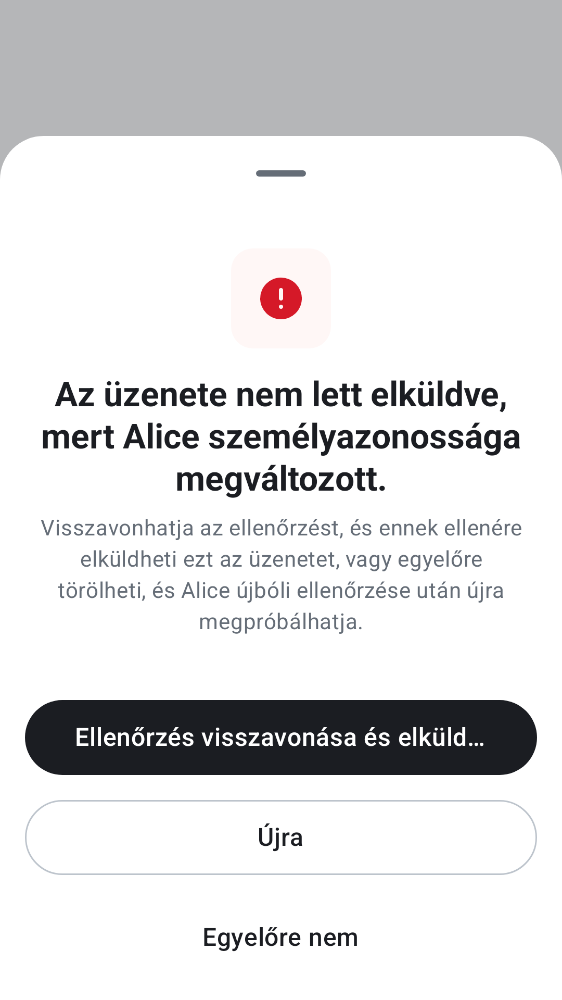 Az üzenete nem lett elküldve,
mert Alice személyazonossága
megváltozott.
Visszavonhatja az ellenőrzést, és ennek ellenére
elküldheti ezt az üzenetet, vagy egyelőre
törölheti, és Alice újbóli ellenőrzése után újra
megpróbálhatja.
Ellenőrzés visszavonása és elküld…
Újra
Egyelőre nem